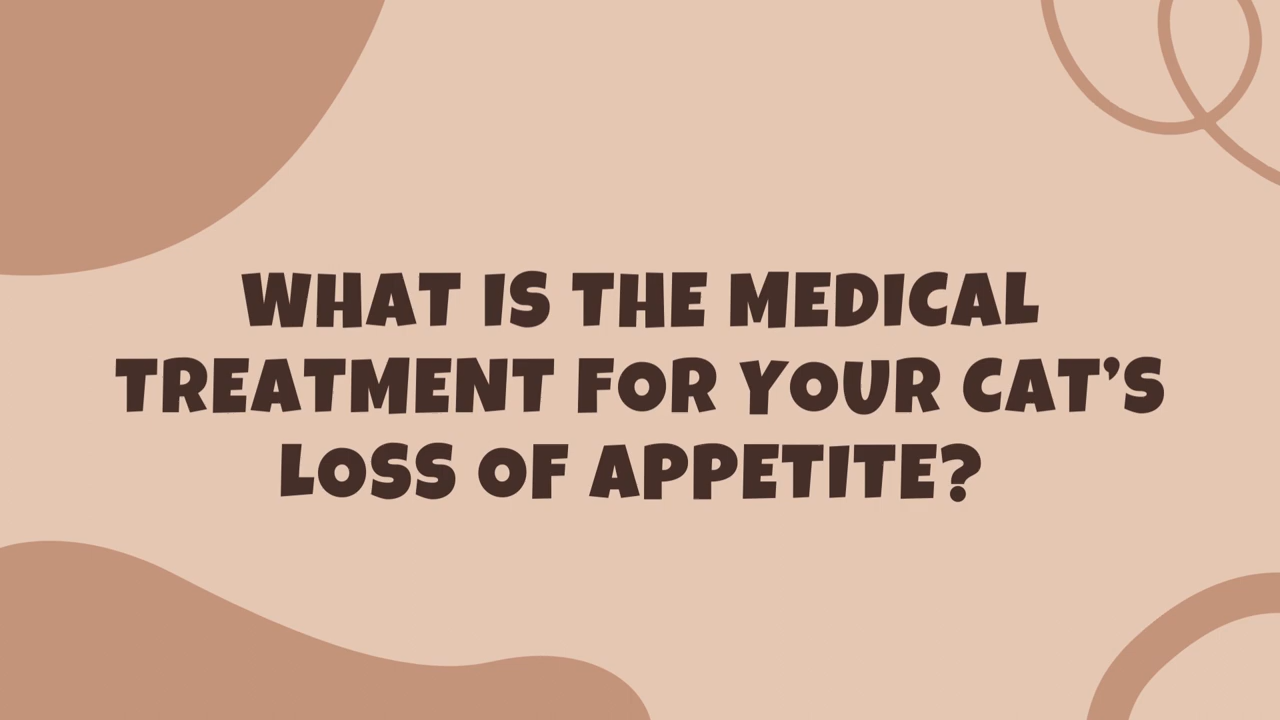 WHAT IS THE MEDICAL
TREATMENT FOR YOUR CAT’S
LOSS OF APPETITE?